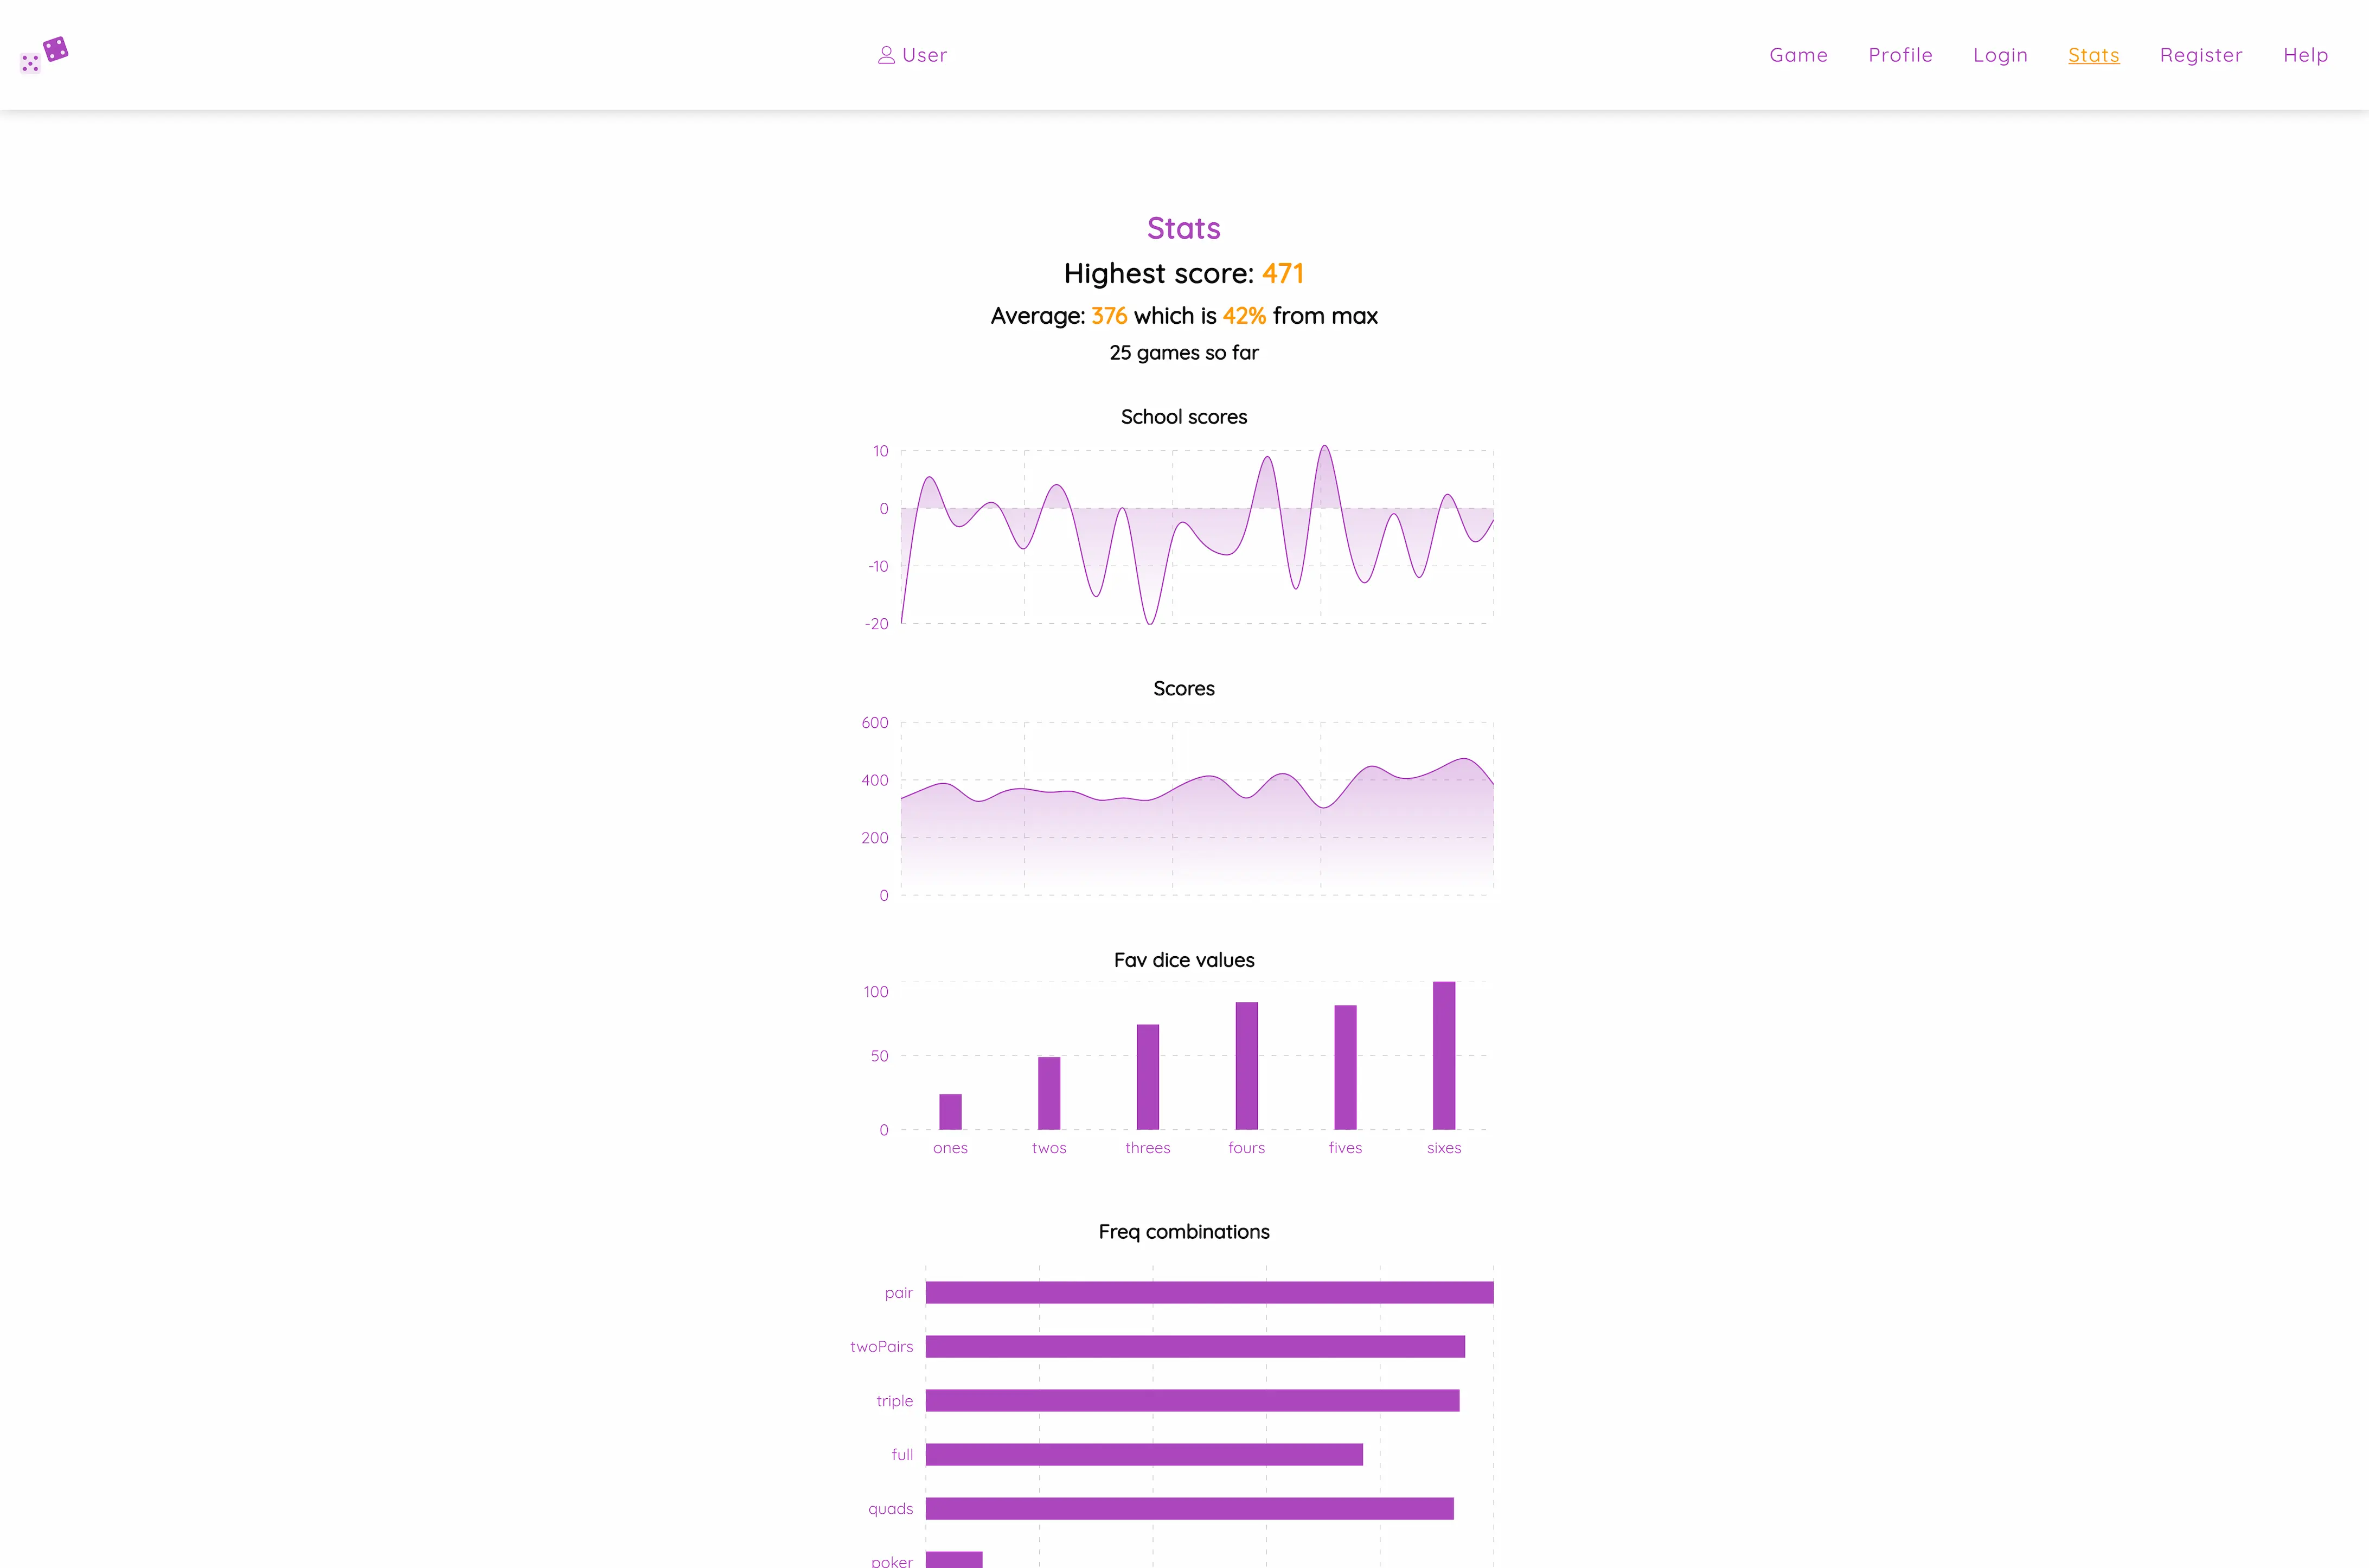 User
Game Profile Login Stats Register Help
Stats
Highest score: 471
Average: 376 which is 42% from max
25 games so far
School scores
10
0
-10
-20
Scores
600
400
200
0
Fav dice values
100
50
0
ones twos threes fours fives sixes
Freq combinations
pair
twoPairs
triple
full
quads
poker